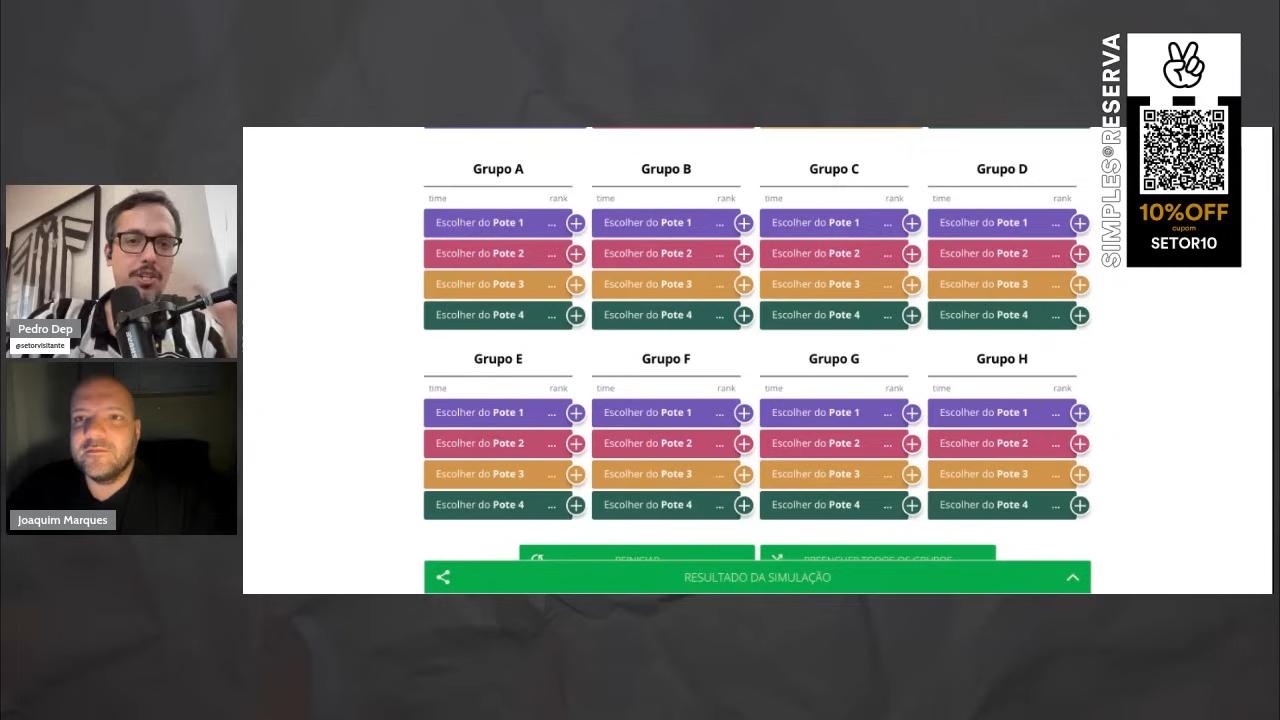 SIMPLES®RESERVA
10%OFF
cupom
SETOR10
Pedro Dep
@setorvisitante
Joaquim Marques
Grupo A
time rank
Escolher do Pote 1 ...
Escolher do Pote 2 ...
Escolher do Pote 3 ...
Escolher do Pote 4 ...
Grupo B
time rank
Escolher do Pote 1 ...
Escolher do Pote 2 ...
Escolher do Pote 3 ...
Escolher do Pote 4 ...
Grupo C
time rank
Escolher do Pote 1 ...
Escolher do Pote 2 ...
Escolher do Pote 3 ...
Escolher do Pote 4 ...
Grupo D
time rank
Escolher do Pote 1 ...
Escolher do Pote 2 ...
Escolher do Pote 3 ...
Escolher do Pote 4 ...
Grupo E
time rank
Escolher do Pote 1 ...
Escolher do Pote 2 ...
Escolher do Pote 3 ...
Escolher do Pote 4 ...
Grupo F
time rank
Escolher do Pote 1 ...
Escolher do Pote 2 ...
Escolher do Pote 3 ...
Escolher do Pote 4 ...
Grupo G
time rank
Escolher do Pote 1 ...
Escolher do Pote 2 ...
Escolher do Pote 3 ...
Escolher do Pote 4 ...
Grupo H
time rank
Escolher do Pote 1 ...
Escolher do Pote 2 ...
Escolher do Pote 3 ...
Escolher do Pote 4 ...
REINICIAR
PREENCHER TODOS OS GRUPOS
RESULTADO DA SIMULAÇÃO